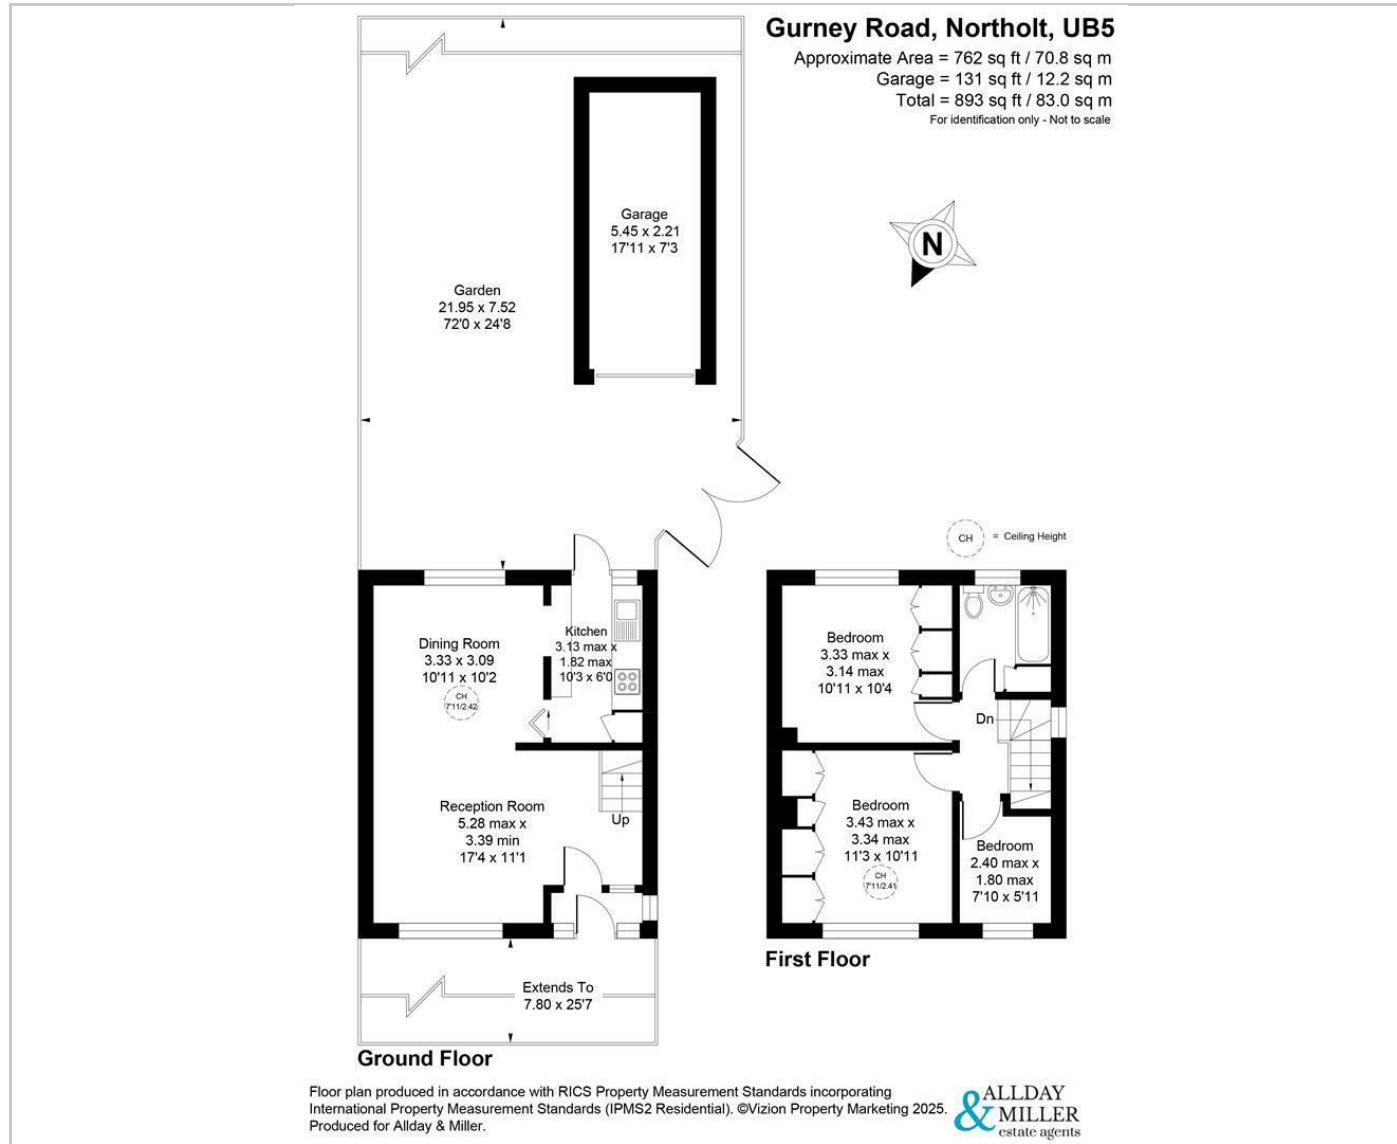 Gurney Road, Northolt, UB5
Approximate Area = 762 sq ft / 70.8 sq m
Garage = 131 sq ft / 12.2 sq m
Total = 893 sq ft / 83.0 sq m
For identification only - Not to scale
N
Garage
5.45 x 2.21
17'11 x 7'3
Garden
21.95 x 7.52
72'0 x 24'8
CH = Ceiling Height
Dining Room
3.33 x 3.09
10'11 x 10'2
CH
7'11/2.42
Kitchen
3.13 max x
1.82 max
10'3 x 6'0
Reception Room
5.28 max x
3.39 min
17'4 x 11'1
Up
Extends To
7.80 x 25'7
Ground Floor
Bedroom
3.33 max x
3.14 max
10'11 x 10'4
Dn
Bedroom
3.43 max x
3.34 max
11'3 x 10'11
CH
7'11/2.41
Bedroom
2.40 max x
1.80 max
7'10 x 5'11
First Floor
Floor plan produced in accordance with RICS Property Measurement Standards incorporating
International Property Measurement Standards (IPMS2 Residential). ©Vizion Property Marketing 2025.
Produced for Allday & Miller.
ALLDAY
& MILLER
estate agents